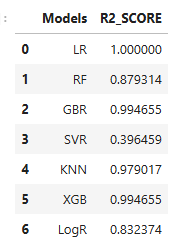 Models R2_SCORE
0 LR 1.000000
1 RF 0.879314
2 GBR 0.994655
3 SVR 0.396459
4 KNN 0.979017
5 XGB 0.994655
6 LogR 0.832374